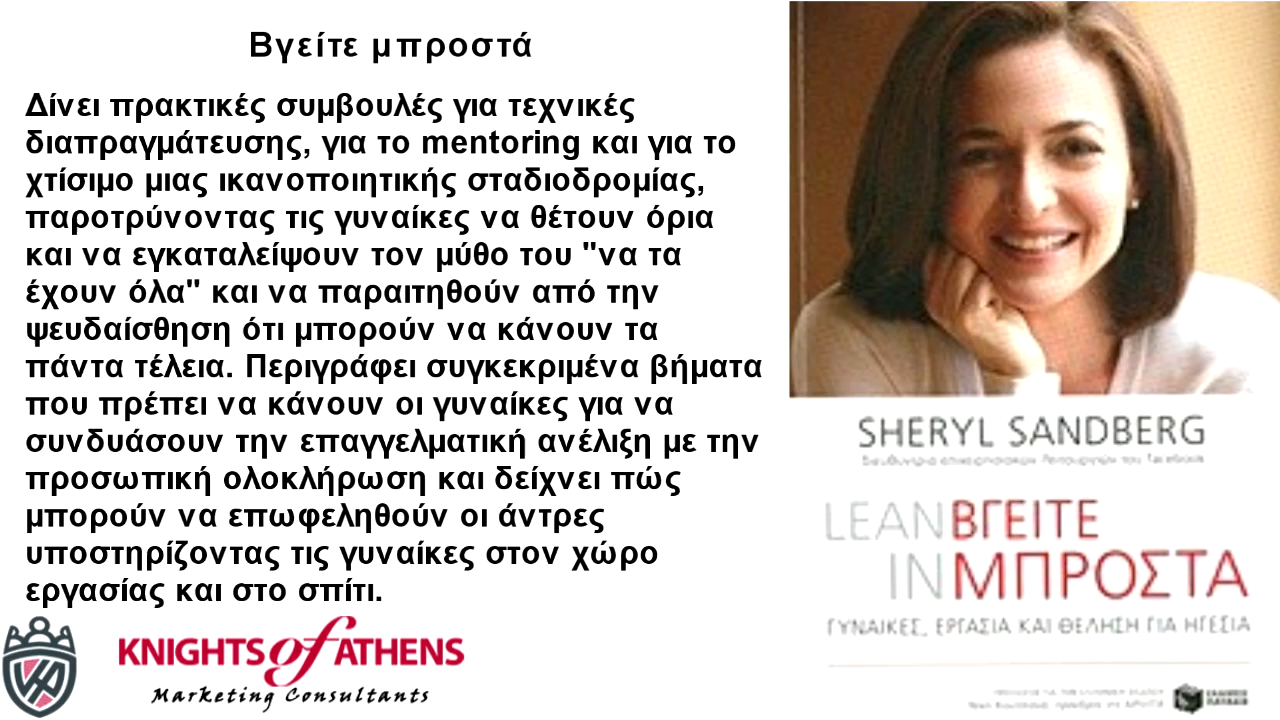 Βγείτε μπροστά
Δίνει πρακτικές συμβουλές για τεχνικές
διαπραγμάτευσης, για το mentoring και για το
χτίσιμο μιας ικανοποιητικής σταδιοδρομίας,
παροτρύνοντας τις γυναίκες να θέτουν όρια
και να εγκαταλείψουν τον μύθο του "να τα
έχουν όλα" και να παραιτηθούν από την
ψευδαίσθηση ότι μπορούν να κάνουν τα
πάντα τέλεια. Περιγράφει συγκεκριμένα βήματα
που πρέπει να κάνουν οι γυναίκες για να
συνδυάσουν την επαγγελματική ανέλιξη με την
προσωπική ολοκλήρωση και δείχνει πώς
μπορούν να επωφεληθούν οι άντρες
υποστηρίζοντας τις γυναίκες στον χώρο
εργασίας και στο σπίτι.
KNIGHTS of ATHENS
Marketing Consultants
SHERYL SANDBERG
Διευθύντρια επιχειρησιακών λειτουργιών του Facebook
LEAN ΒΓΕΙΤΕ
IN ΜΠΡΟΣΤΑ
ΓΥΝΑΙΚΕΣ, ΕΡΓΑΣΙΑ ΚΑΙ ΘΕΛΗΣΗ ΓΙΑ ΗΓΕΣΙΑ